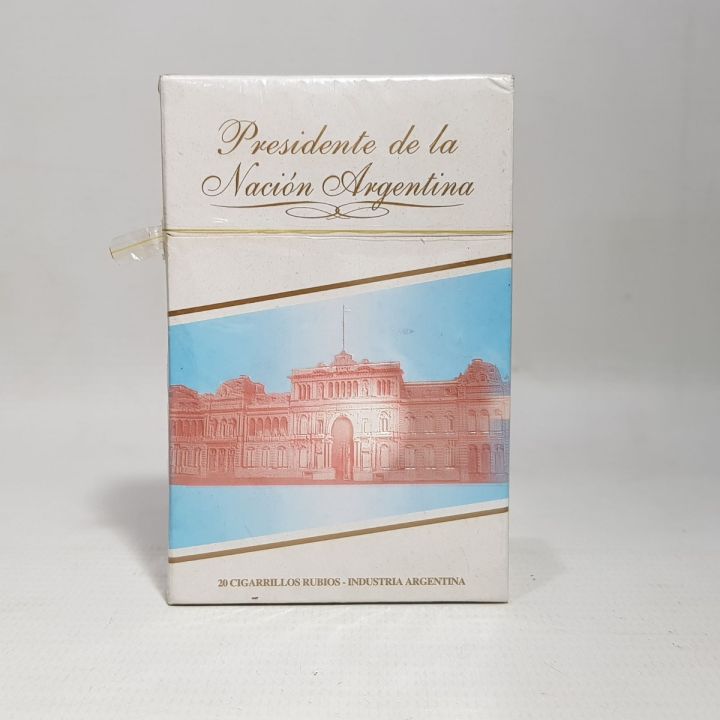 Presidente de la
Nación Argentina
20 CIGARRILLOS RUBIOS - INDUSTRIA ARGENTINA